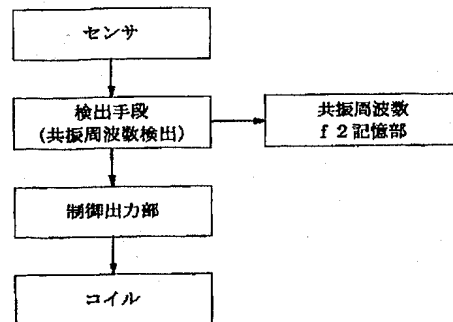 センサ
検出手段
(共振周波数検出)
共振周波数
ｆ２記憶部
制御出力部
コイル